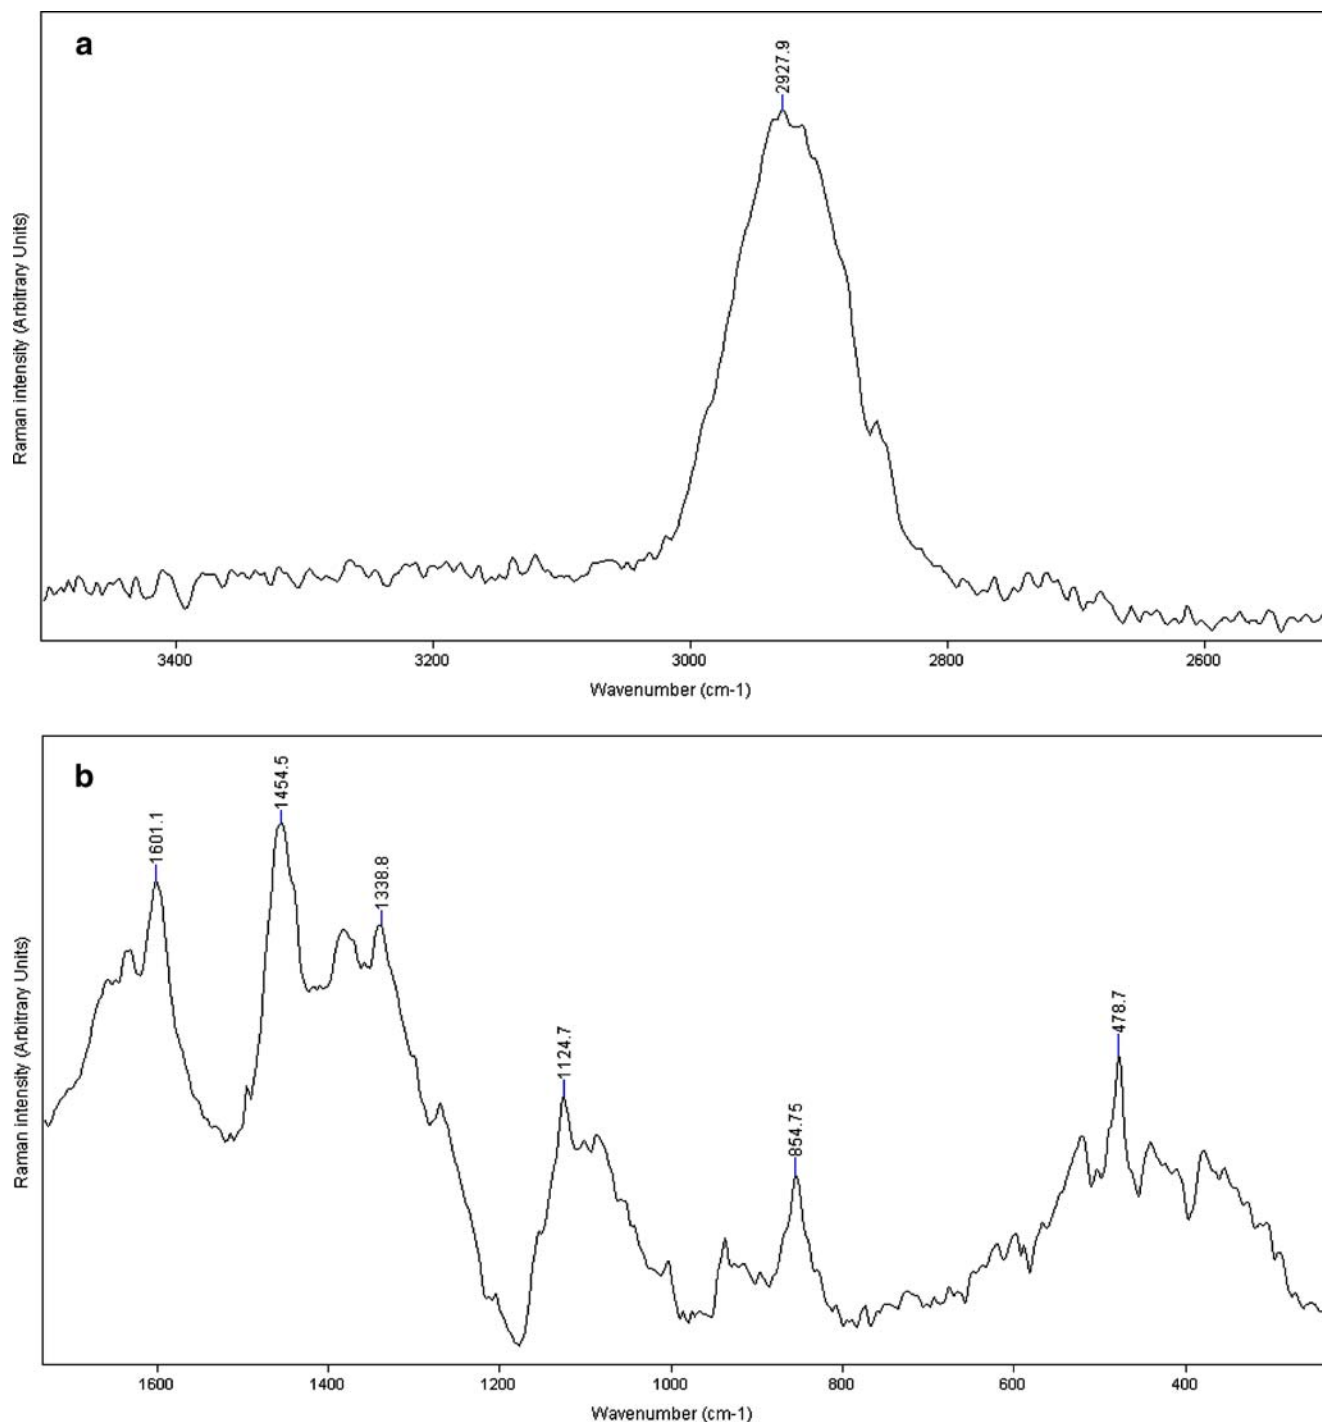 a
2927.9
Raman intensity (Arbitrary Units)
3400 3200 3000 2800 2600
Wavenumber (cm-1)
b
1601.1
1454.5
1338.8
1124.7
854.75
478.7
Raman intensity (Arbitrary Units)
1600 1400 1200 1000 800 600 400
Wavenumber (cm-1)